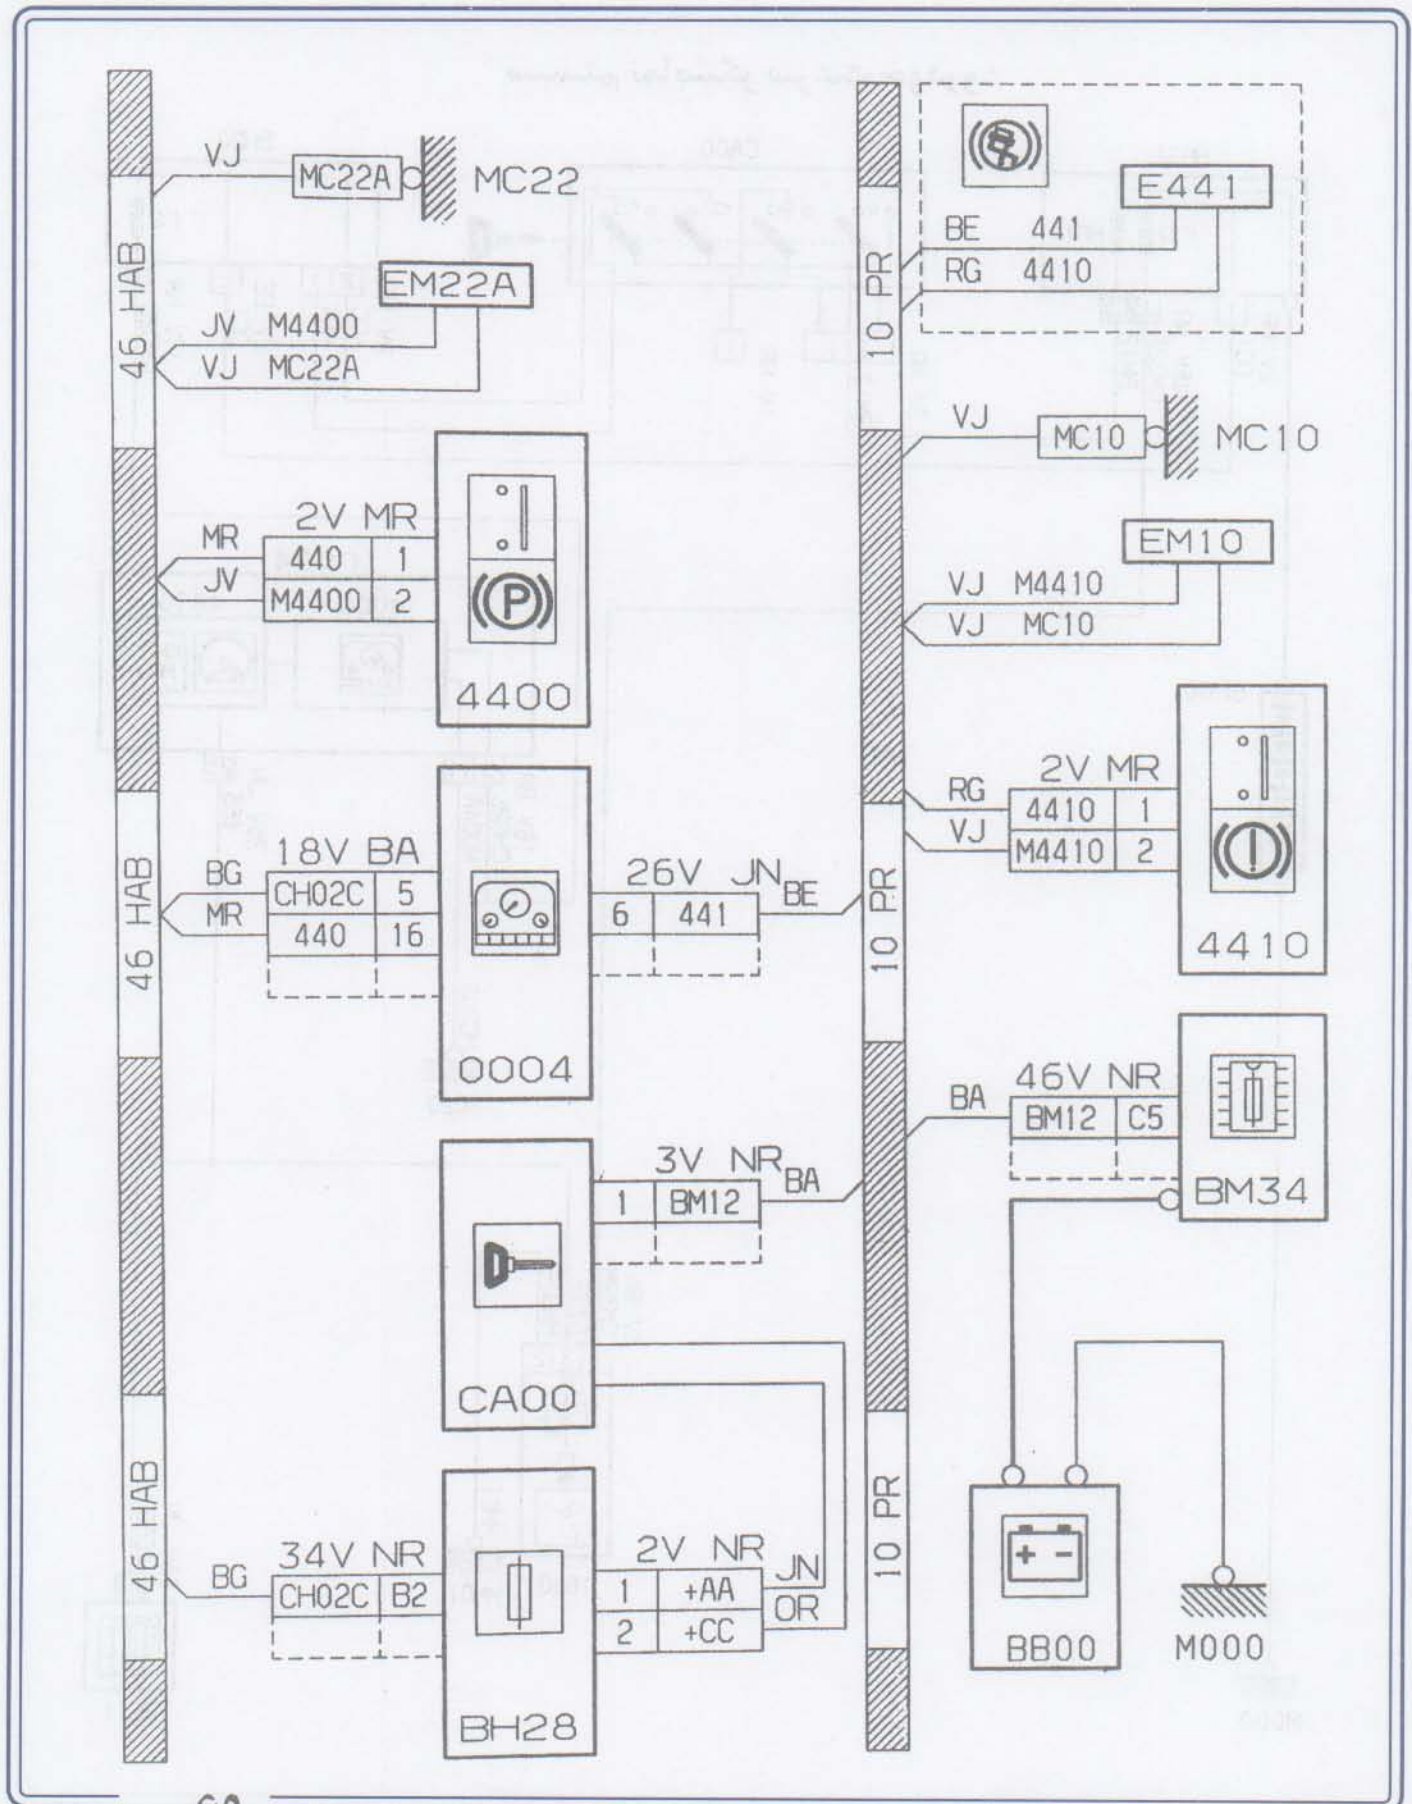 VJ
MC22A
MC22
46 HAB
EM22A
JV M4400
VJ MC22A
2V MR
MR
440 1
JV
M4400 2
P
4400
46 HAB
18V BA
BG
CH02C 5
MR
440 16
0004
26V JN
BE
6 441
CA00
3V NR
BA
1 BM12
46 HAB
34V NR
BG
CH02C B2
BH28
2V NR
JN
1 +AA
OR
2 +CC
10 PR
E441
BE 441
RG 4410
VJ
MC10
MC10
EM10
VJ M4410
VJ MC10
2V MR
RG
4410 1
VJ
M4410 2
4410
10 PR
46V NR
BA
BM12 C5
BM34
10 PR
+ -
BB00
M000